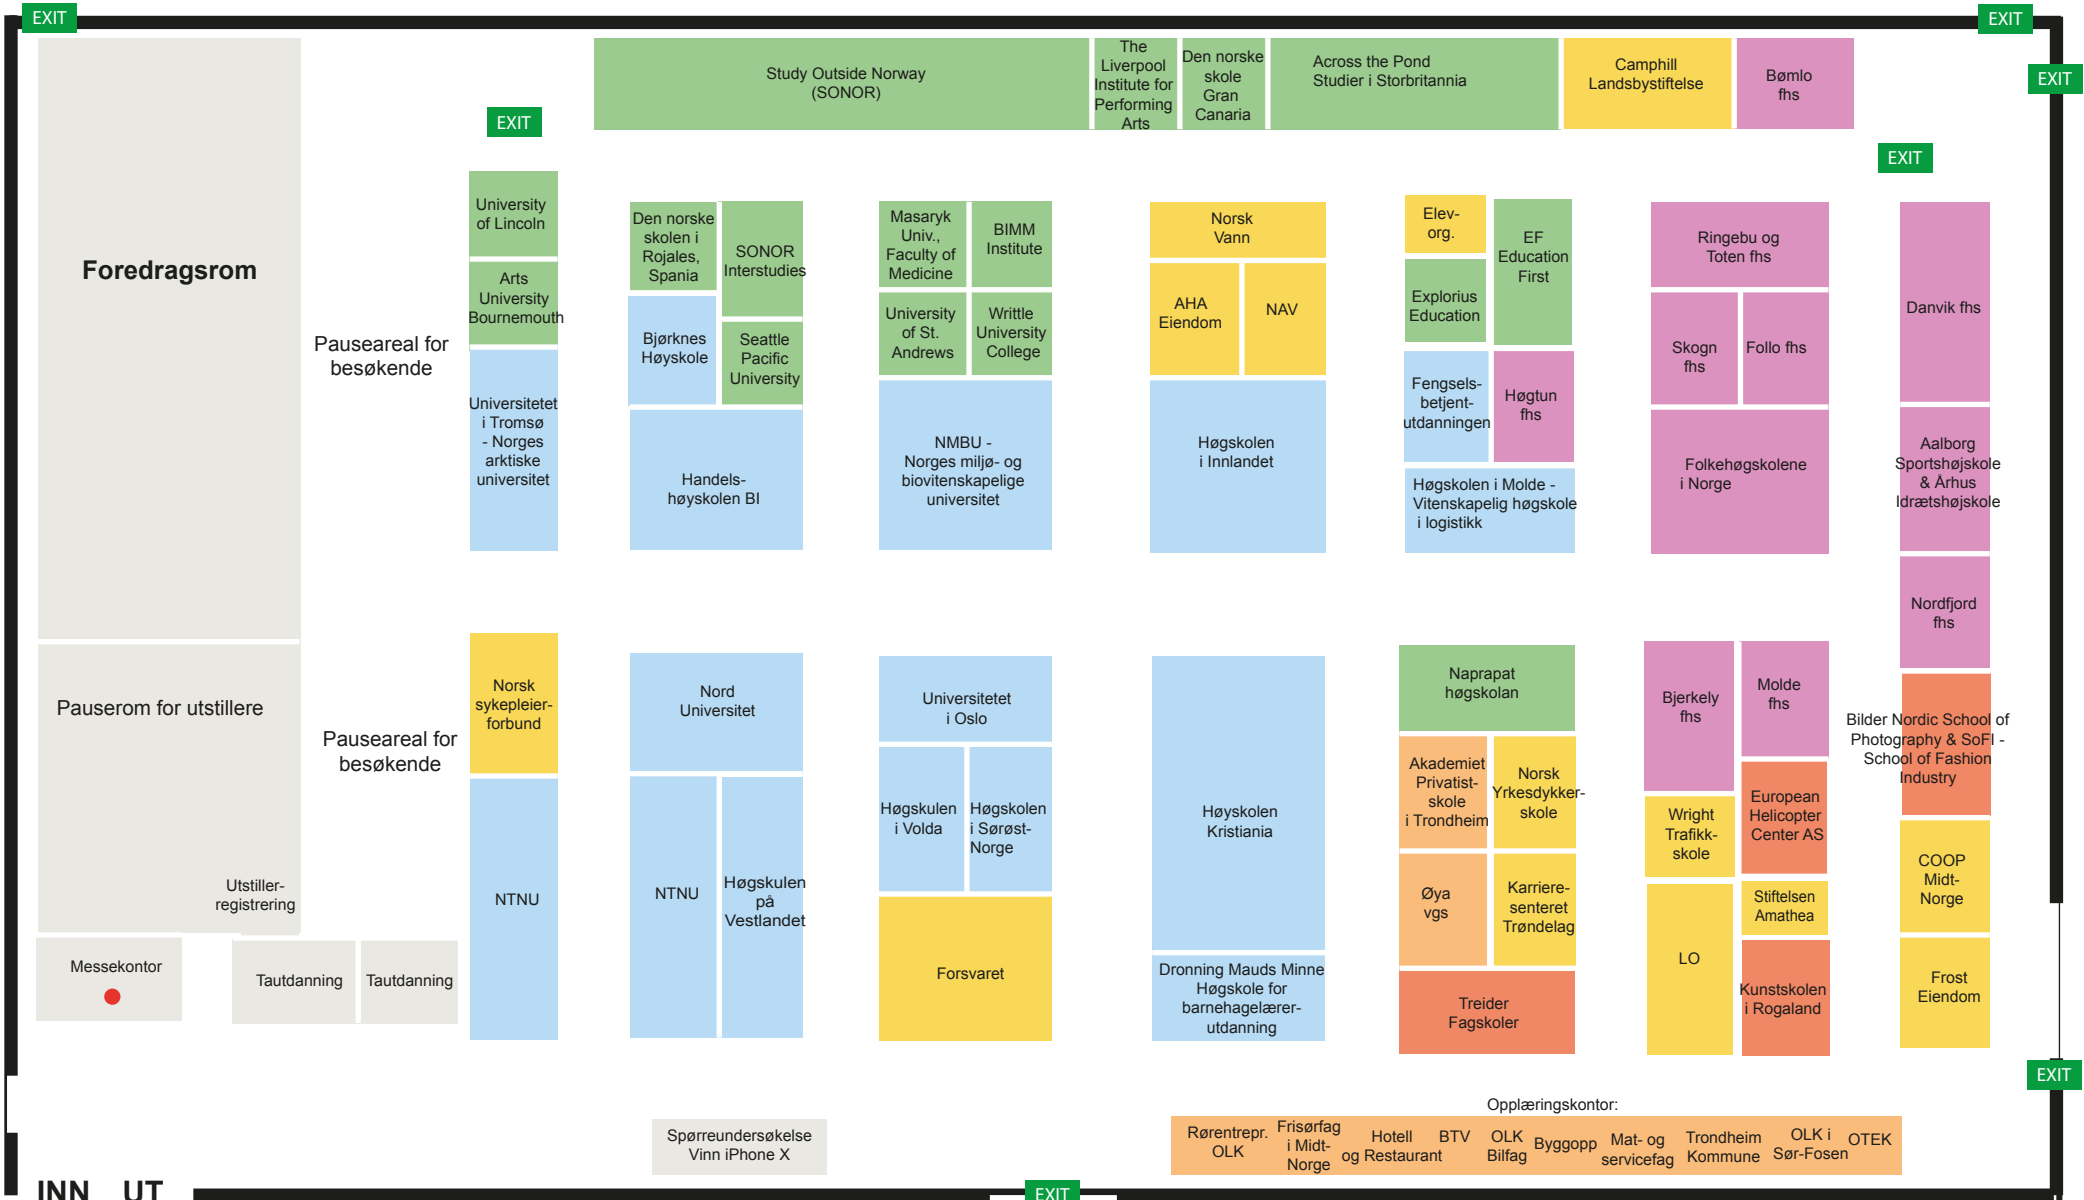 EXIT
EXIT
EXIT
EXIT
EXIT
Study Outside Norway
(SONOR)
The
Liverpool
Institute for
Performing
Arts
Den norske
skole
Gran
Canaria
Across the Pond
Studier i Storbritannia
Camphill
Landsbystiftelse
Bømlo
fhs
Foredragsrom
Pauseareal for
besøkende
University
of Lincoln
Arts
University
Bournemouth
Universitetet
i Tromsø
- Norges
arktiske
universitet
Den norske
skolen i
Rojales,
Spania
SONOR
Interstudies
Bjørknes
Høyskole
Seattle
Pacific
University
Handels-
høyskolen BI
Masaryk
Univ.,
Faculty of
Medicine
BIMM
Institute
University
of St.
Andrews
Writtle
University
College
NMBU -
Norges miljø- og
biovitenskapelige
universitet
Norsk
Vann
AHA
Eiendom
NAV
Høgskolen
i Innlandet
Elev-
org.
EF
Education
First
Explorius
Education
Fengsels-
betjent-
utdanningen
Høgtun
fhs
Høgskolen i Molde -
Vitenskapelig høgskole
i logistikk
Ringebu og
Toten fhs
Skogn
fhs
Follo fhs
Folkehøgskolene
i Norge
Danvik fhs
Aalborg
Sportshøjskole
& Århus
Idrætshøjskole
Nordfjord
fhs
Pauserom for utstillere
Pauseareal for
besøkende
Utstiller-
registrering
Messekontor
Tautdanning
Tautdanning
Norsk
sykepleier-
forbund
NTNU
Nord
Universitet
NTNU
Høgskulen
på
Vestlandet
Universitetet
i Oslo
Høgskulen
i Volda
Høgskolen
i Sørøst-
Norge
Forsvaret
Høyskolen
Kristiania
Dronning Mauds Minne
Høgskole for
barnehagelærer-
utdanning
Naprapat
høgskolan
Akademiet
Privatist-
skole
i Trondheim
Norsk
Yrkesdykker-
skole
Øya
vgs
Karriere-
senteret
Trøndelag
Treider
Fagskoler
Bjerkely
fhs
Molde
fhs
Wright
Trafikk-
skole
European
Helicopter
Center AS
LO
Stiftelsen
Amathea
Kunstskolen
i Rogaland
Bilder Nordic School of
Photography & SoFI -
School of Fashion
Industry
COOP
Midt-
Norge
Frost
Eiendom
EXIT
Spørreundersøkelse
Vinn iPhone X
Opplæringskontor:
Rørentrepr.
OLK
Frisørfag
i Midt-
Norge
Hotell
og Restaurant
BTV
OLK
Bilfag
Byggopp
Mat- og
servicefag
Trondheim
Kommune
OLK i
Sør-Fosen
OTEK
INN UT
EXIT